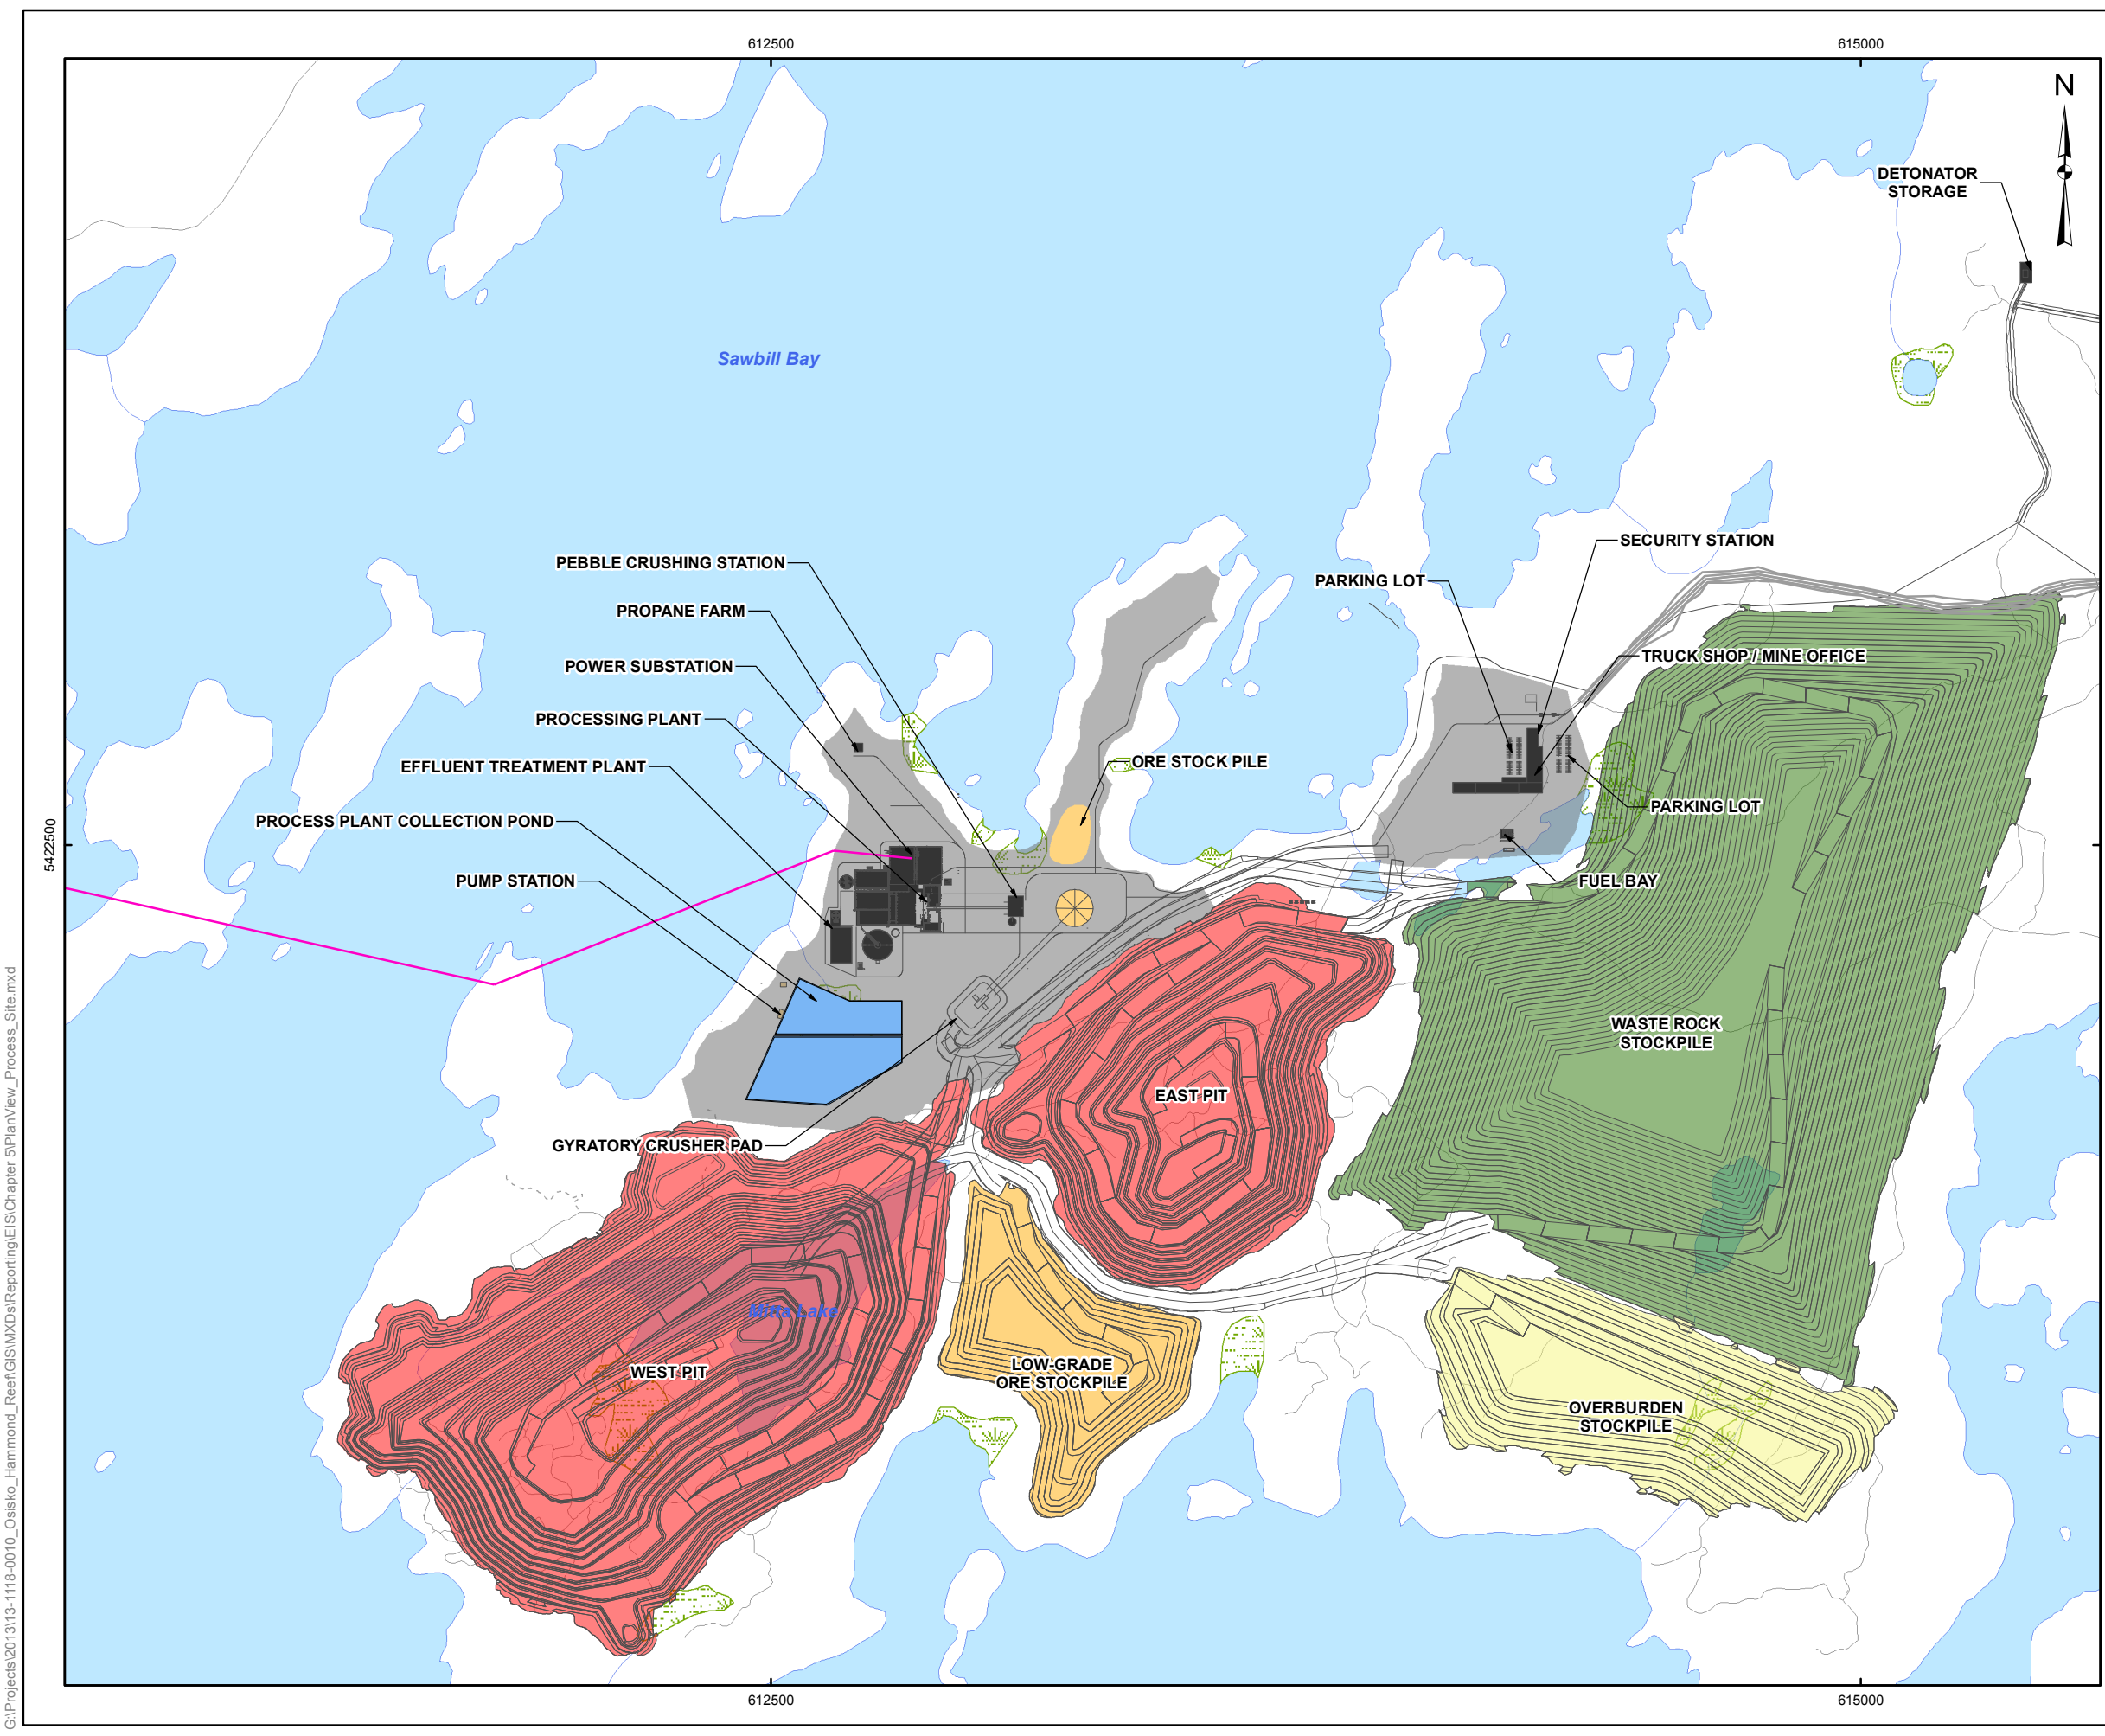 612500
615000
N
DETONATOR
STORAGE
Sawbill Bay
SECURITY STATION
PEBBLE CRUSHING STATION
PARKING LOT
PROPANE FARM
TRUCK SHOP / MINE OFFICE
POWER SUBSTATION
PROCESSING PLANT
ORE STOCK PILE
EFFLUENT TREATMENT PLANT
PARKING LOT
PROCESS PLANT COLLECTION POND
5422500
FUEL BAY
PUMP STATION
WASTE ROCK
STOCKPILE
EAST PIT
GYRATORY CRUSHER PAD
Mitta Lake
WEST PIT
LOW-GRADE
ORE STOCKPILE
OVERBURDEN
STOCKPILE
G:\Projects\2013\13-1118-0010_Osisko_Hammond_Reef\GIS\MXDs\Reporting\EIS\Chapter 5\PlanView_Process_Site.mxd
612500
615000